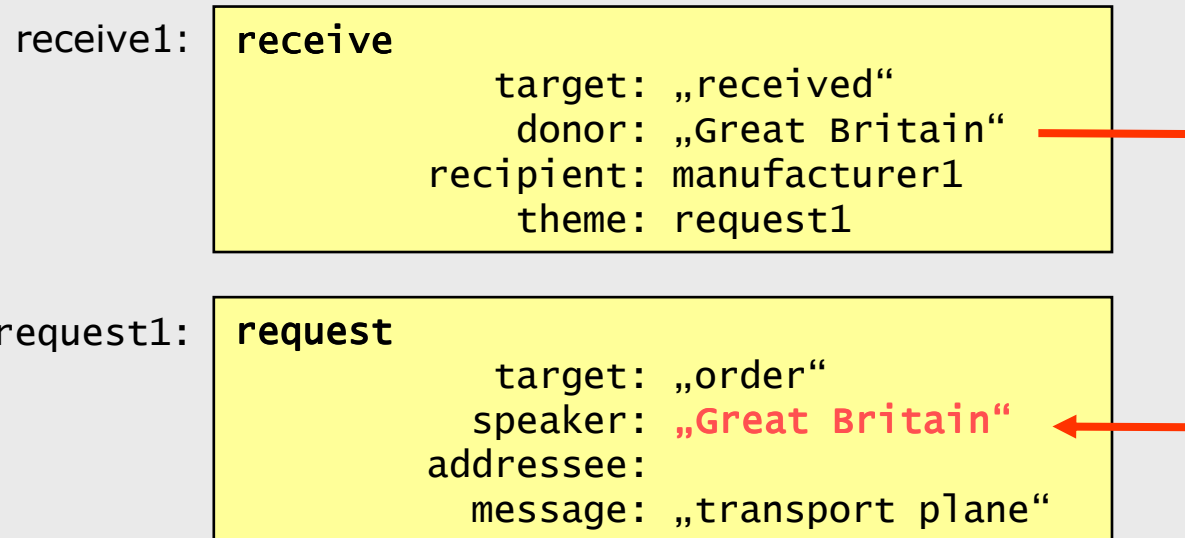 receive1:
receive
target: „received“
donor: „Great Britain“
recipient: manufacturer1
theme: request1
request1:
request
target: „order“
speaker: „Great Britain“
addressee:
message: „transport plane“